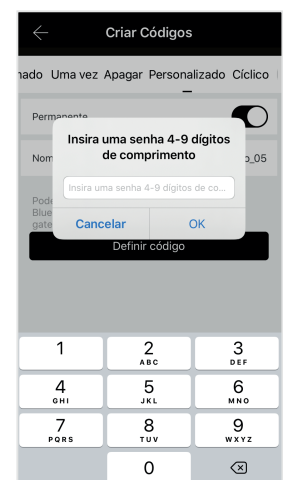 Criar Códigos
nado Uma vez Apagar Personalizado Cíclico
Permanente
Insira uma senha 4-9 dígitos
de comprimento
Nom
o_05
Insira uma senha 4-9 dígitos de co...
Pode
Blue
gate
Cancelar OK
Definir código
1 2 3
ABC DEF
4 5 6
GHI JKL MNO
7 8 9
PQRS TUV WXYZ
0